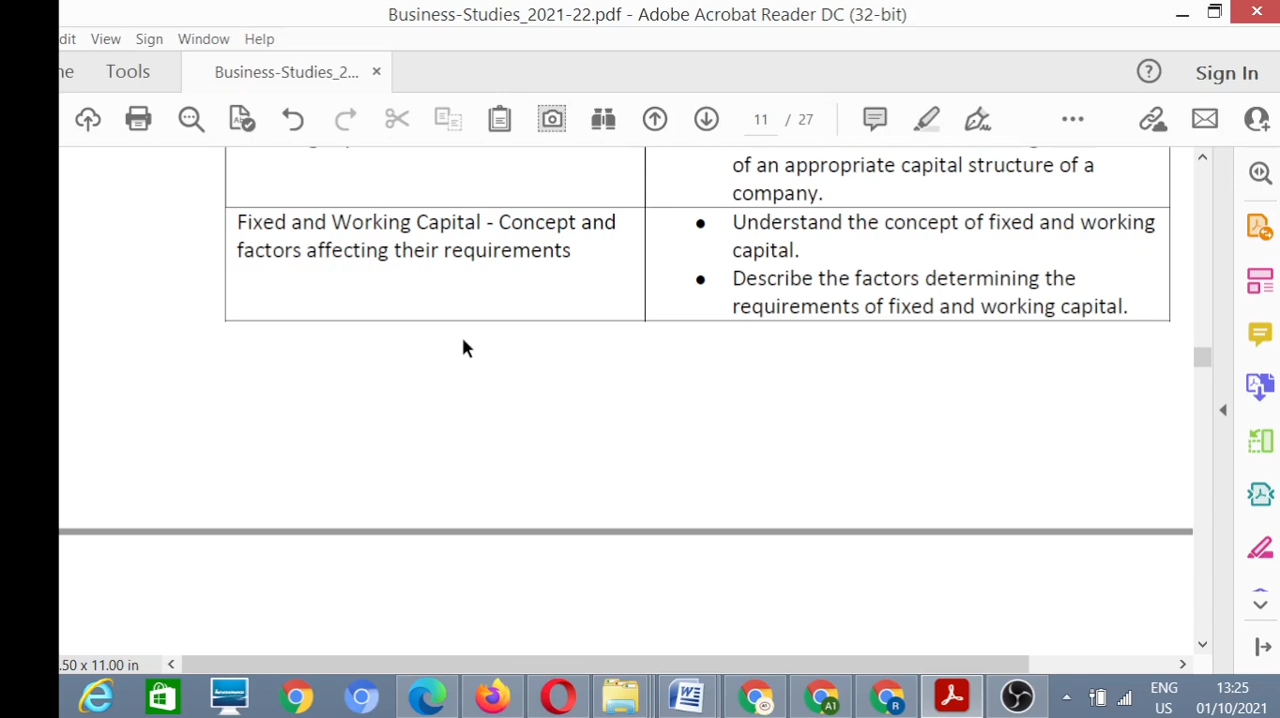 Business-Studies_2021-22.pdf - Adobe Acrobat Reader DC (32-bit)
dit View Sign Window Help
ne Tools Business-Studies_2... × Sign In
11 / 27
of an appropriate capital structure of a
company.
Fixed and Working Capital - Concept and
factors affecting their requirements
• Understand the concept of fixed and working
capital.
• Describe the factors determining the
requirements of fixed and working capital.
.50 x 11.00 in
ENG
US
13:25
01/10/2021